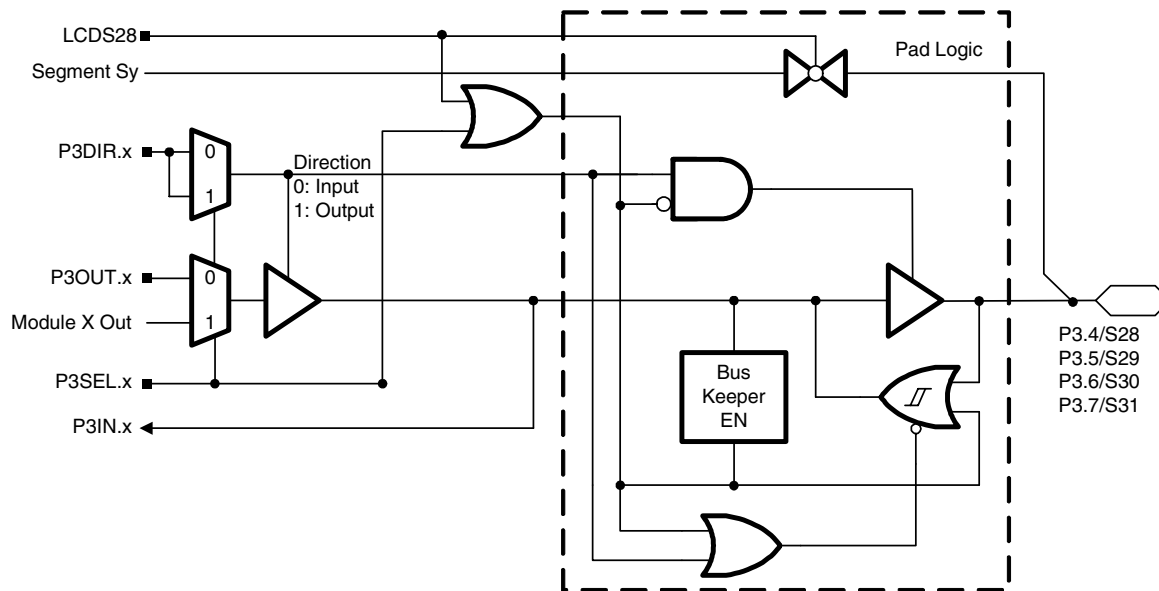 LCDS28
Pad Logic
Segment Sy
P3DIR.x
0
1
Direction
0: Input
1: Output
P3OUT.x
0
Module X Out
1
P3SEL.x
P3IN.x
Bus
Keeper
EN
P3.4/S28
P3.5/S29
P3.6/S30
P3.7/S31